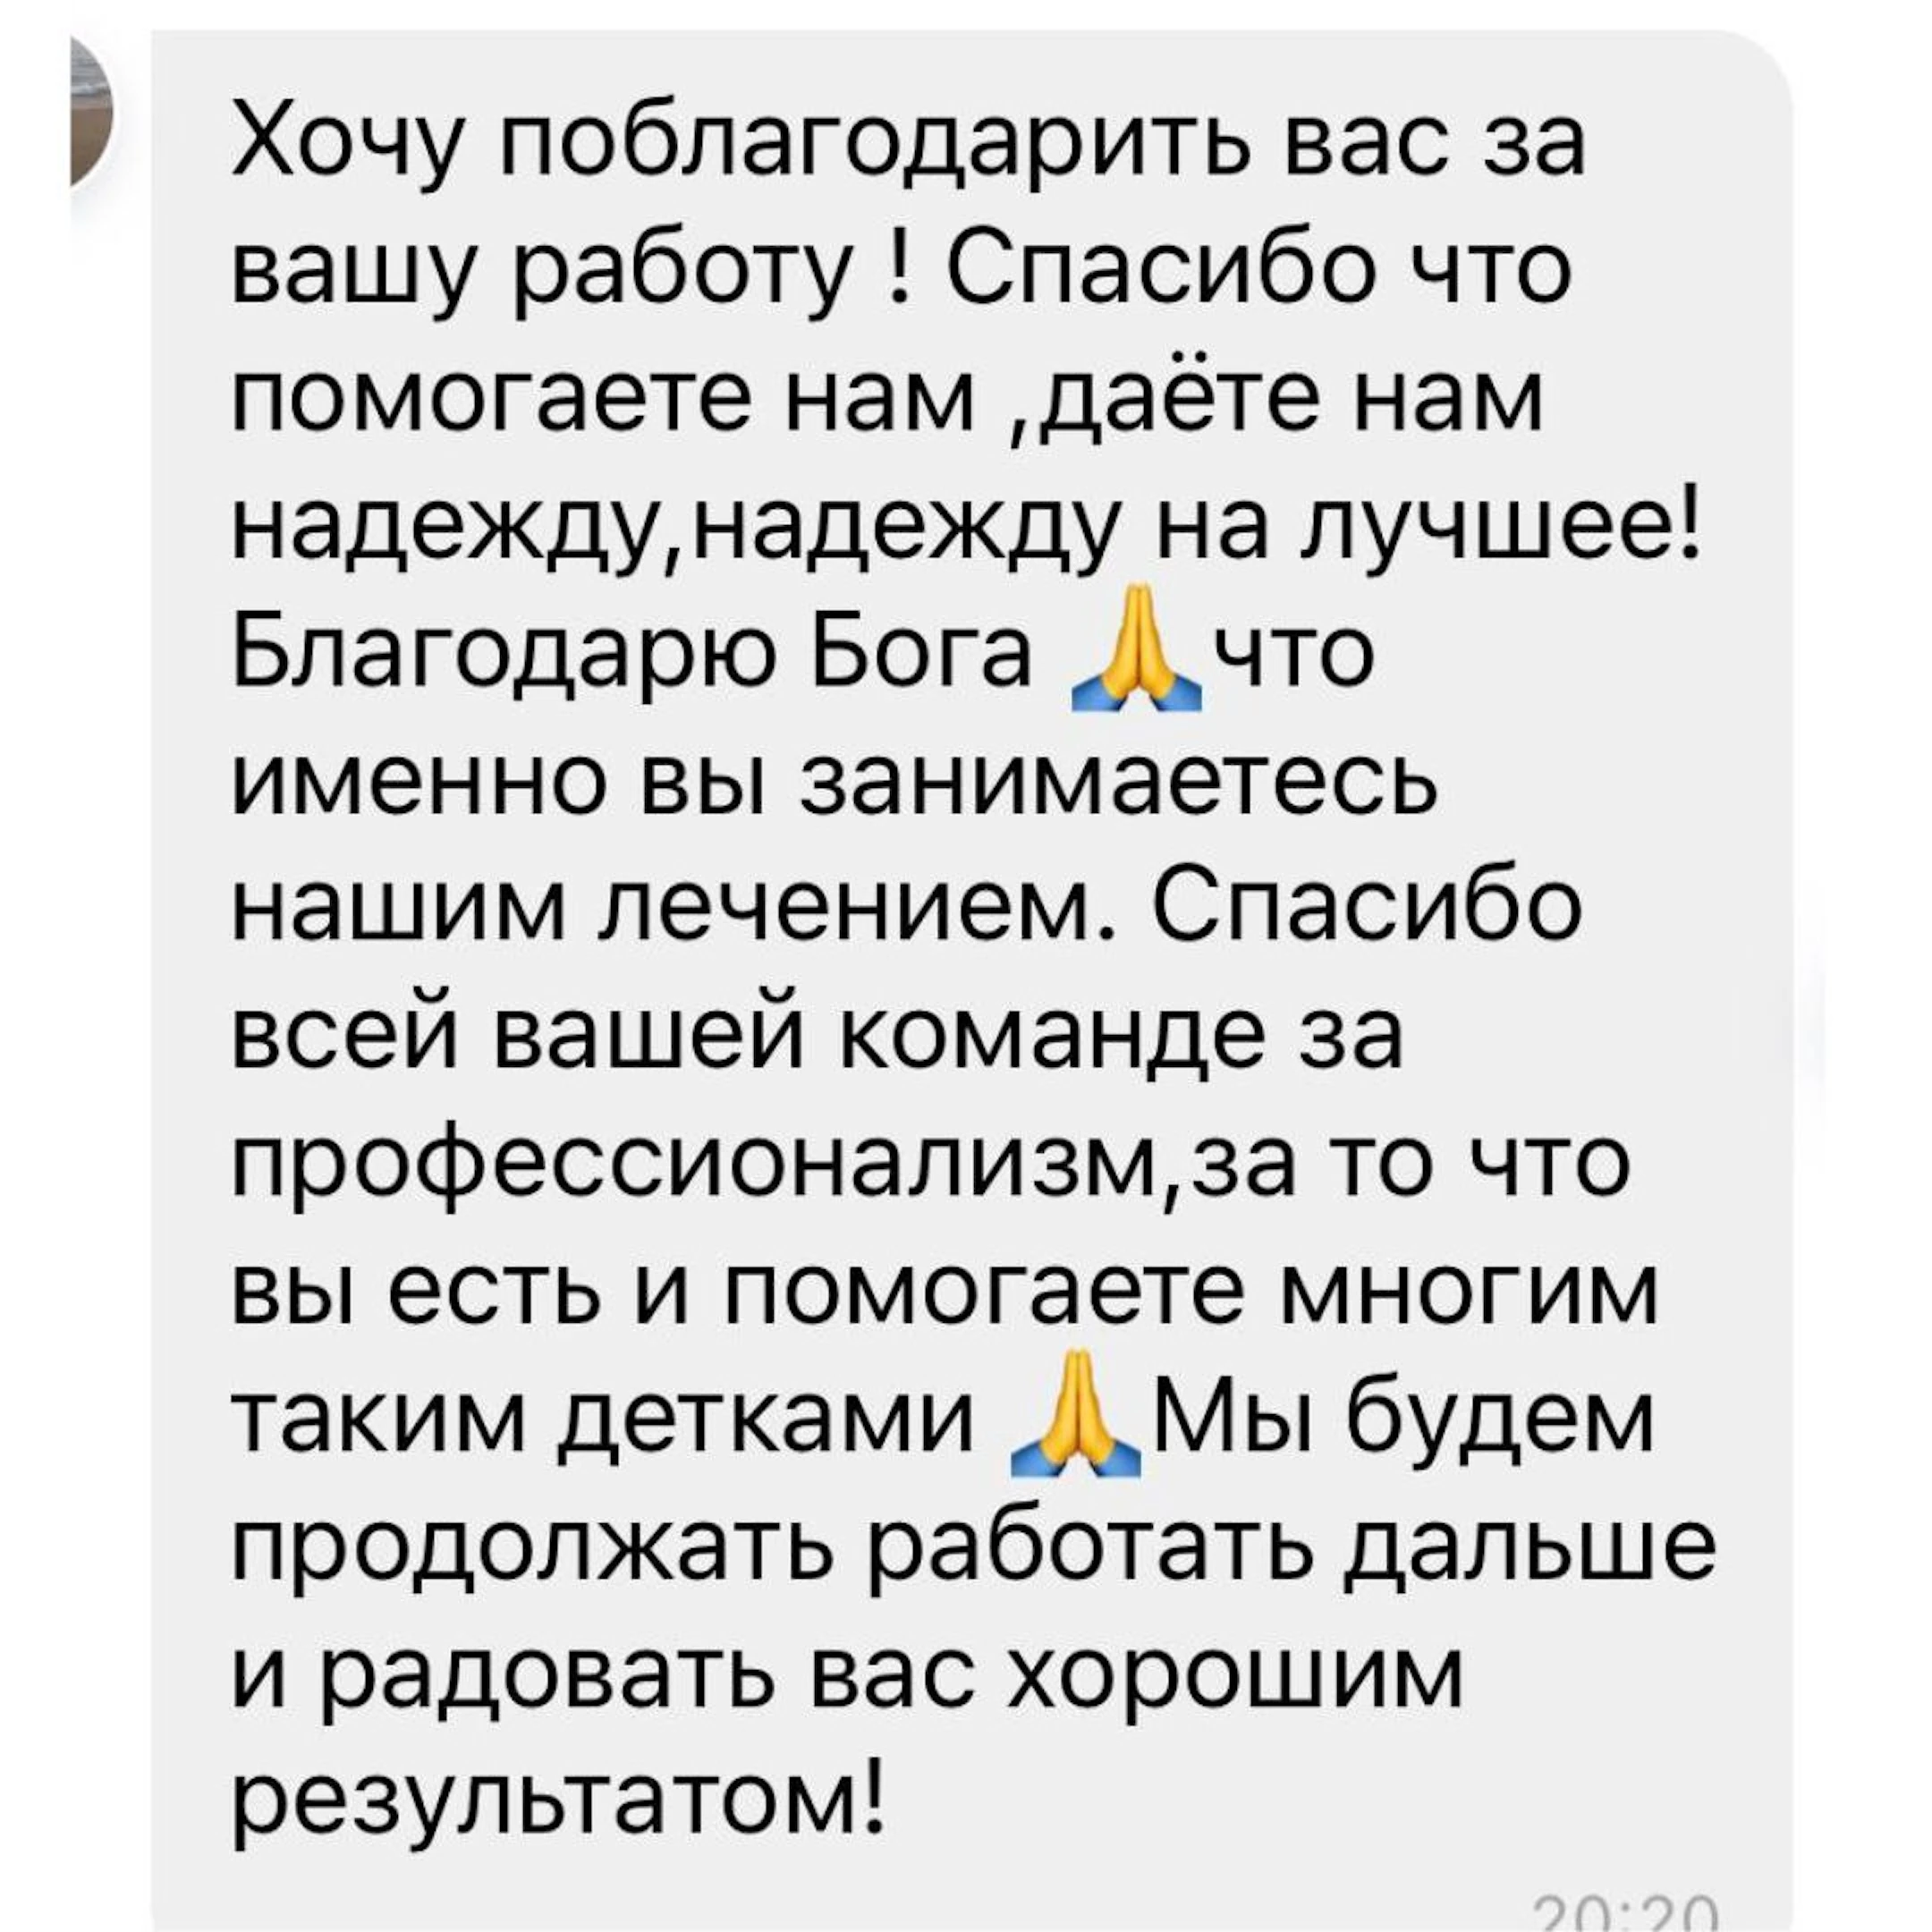 Хочу поблагодарить вас за
вашу работу ! Спасибо что
помогаете нам ,даёте нам
надежду,надежду на лучшее!
Благодарю Бога 🙏что
именно вы занимаетесь
нашим лечением. Спасибо
всей вашей команде за
профессионализм,за то что
вы есть и помогаете многим
таким детками 🙏Мы будем
продолжать работать дальше
и радовать вас хорошим
результатом!
20:20